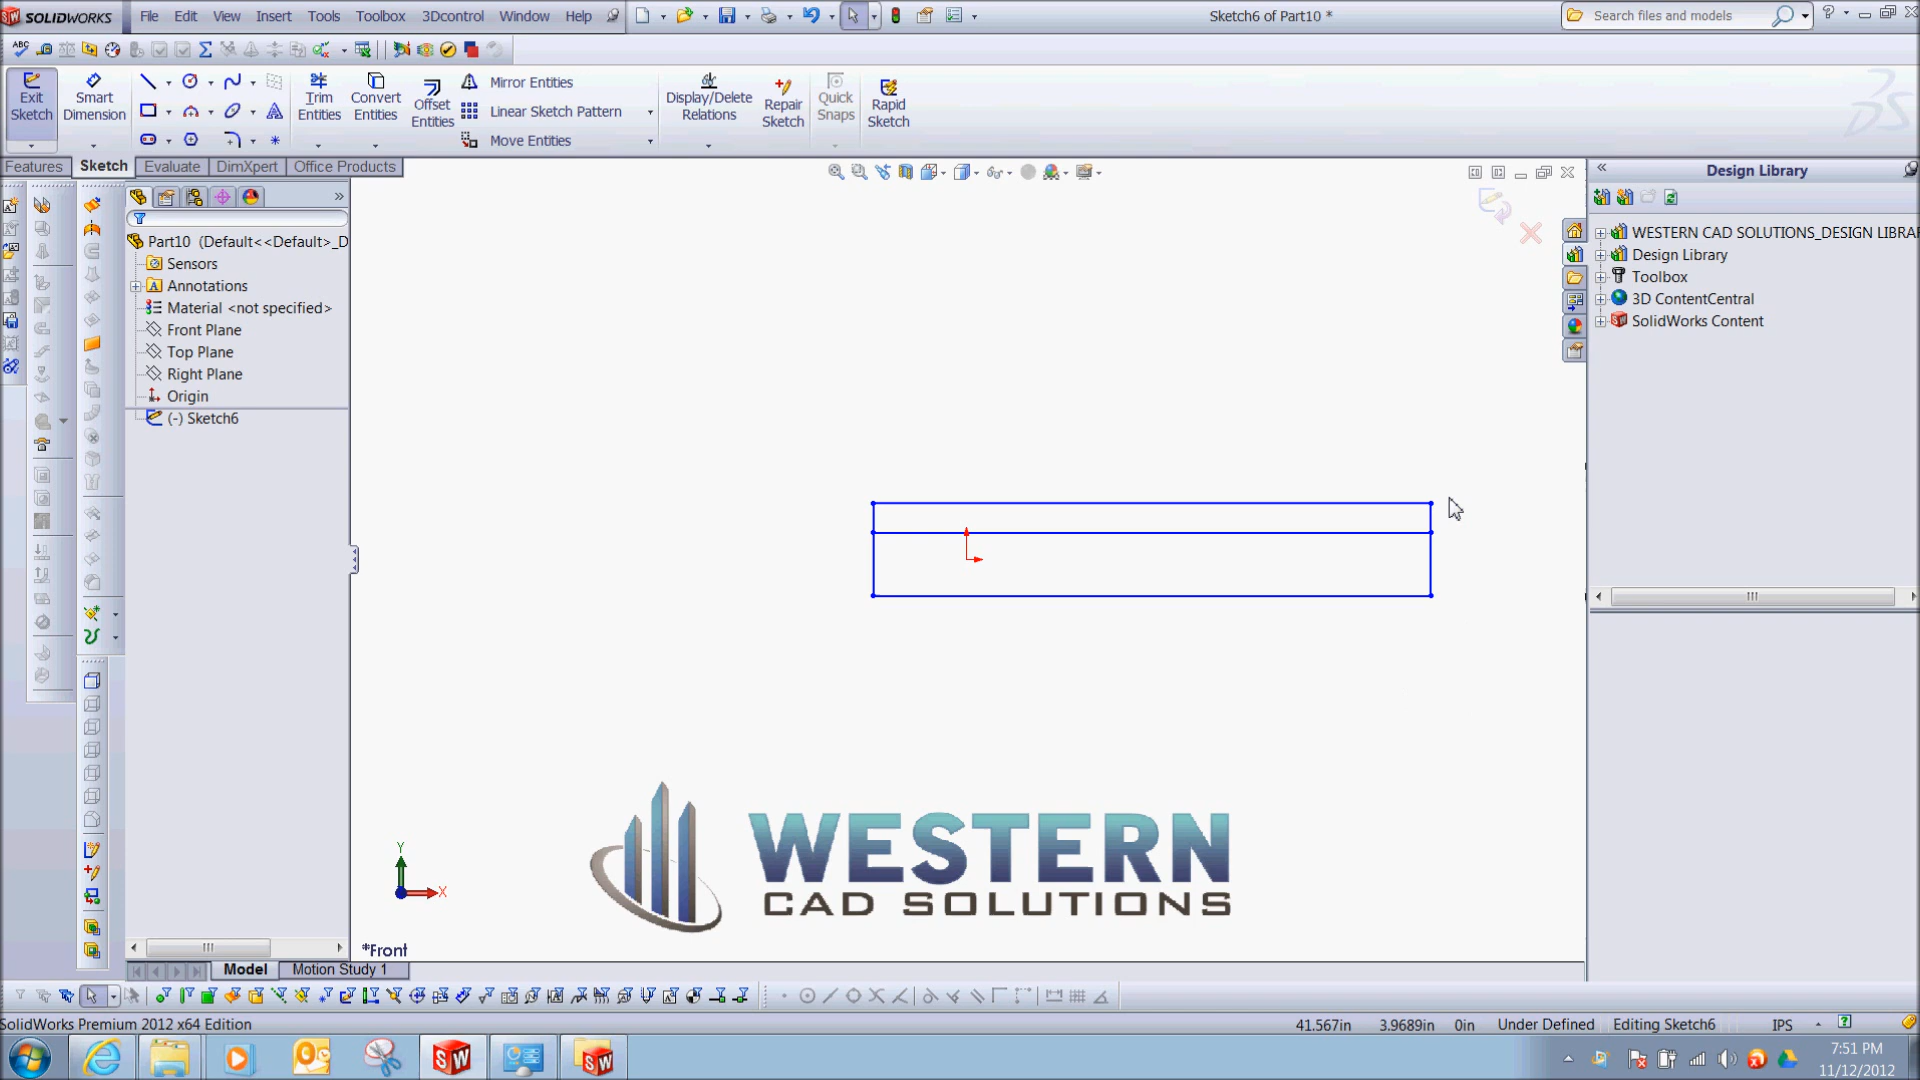 SOLIDWORKS File Edit View Insert Tools Toolbox 3Dcontrol Window Help Sketch6 of Part10 * Search files and models
ABC
Exit Sketch
Smart Dimension
Trim Entities
Convert Entities
Offset Entities
Mirror Entities
Linear Sketch Pattern
Move Entities
Display/Delete Relations
Repair Sketch
Quick Snaps
Rapid Sketch
Features Sketch Evaluate DimXpert Office Products
Design Library
Part10 (Default<<Default>_D
Sensors
Annotations
Material <not specified>
Front Plane
Top Plane
Right Plane
Origin
(-) Sketch6
WESTERN CAD SOLUTIONS_DESIGN LIBRA
Design Library
Toolbox
3D ContentCentral
SolidWorks Content
WESTERN
CAD SOLUTIONS
Y
X
*Front
Model Motion Study 1
SolidWorks Premium 2012 x64 Edition 41.567in 3.9689in 0in Under Defined Editing Sketch6 IPS
7:51 PM
11/12/2012